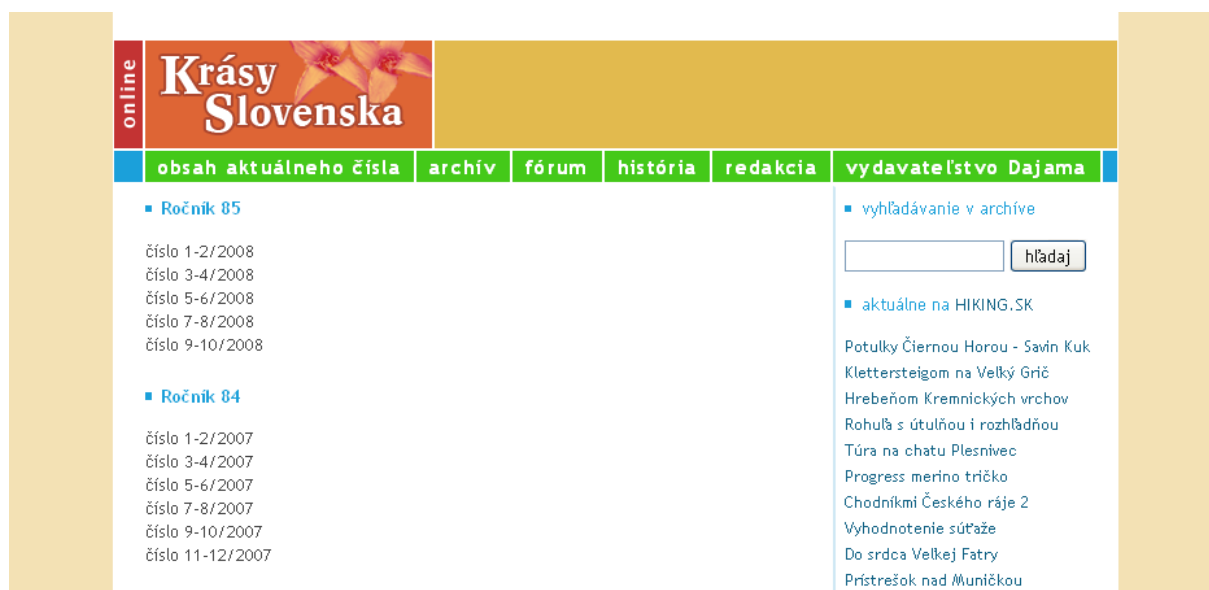 online
Krásy
Slovenska
obsah aktuálneho čísla archív fórum história redakcia vydavateľstvo Dajama
Ročník 85
číslo 1-2/2008
číslo 3-4/2008
číslo 5-6/2008
číslo 7-8/2008
číslo 9-10/2008
Ročník 84
číslo 1-2/2007
číslo 3-4/2007
číslo 5-6/2007
číslo 7-8/2007
číslo 9-10/2007
číslo 11-12/2007
vyhľadávanie v archíve
hľadaj
aktuálne na HIKING.SK
Potulky Čiernou Horou - Savin Kuk
Klettersteigom na Veľký Grič
Hrebeňom Kremnických vrchov
Rohuľa s útulňou i rozhľadňou
Túra na chatu Plesnivec
Progress merino tričko
Chodníkmi Českého ráje 2
Vyhodnotenie súťaže
Do srdca Veľkej Fatry
Prístrešok nad Muničkou